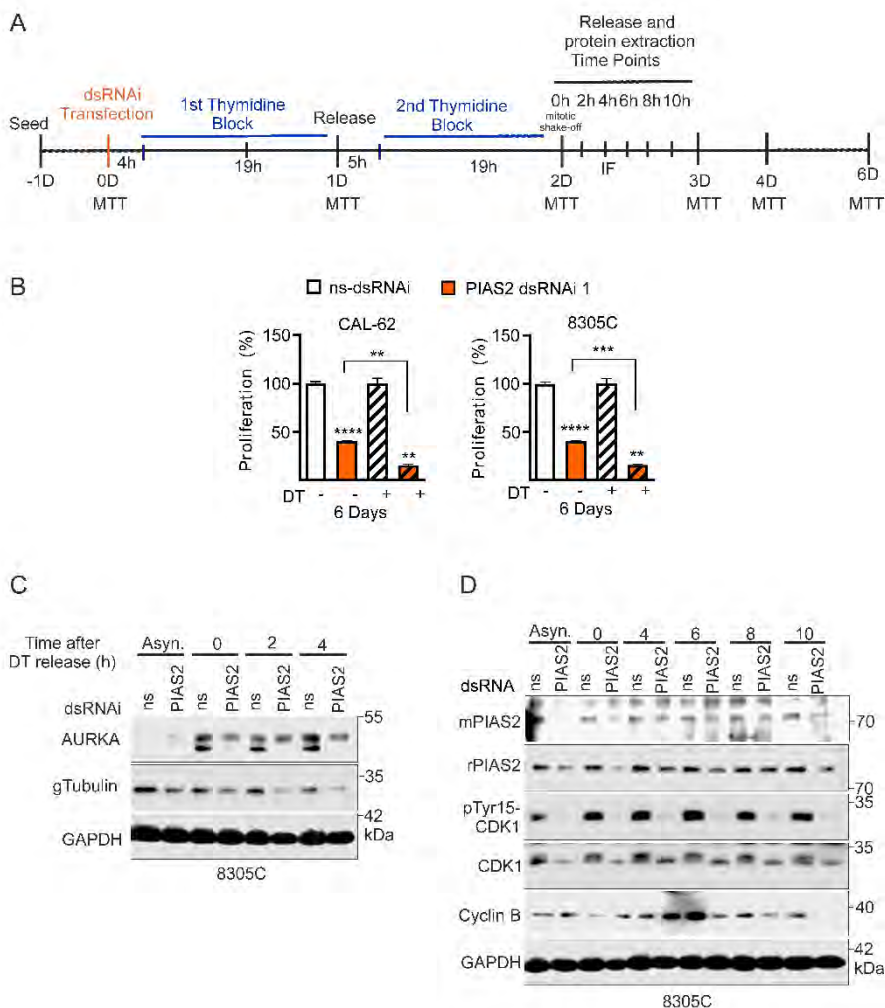 A
Release and
protein extraction
Time Points
dsRNAi
Transfection
1st Thymidine
Block
Release
2nd Thymidine
Block
0h 2h 4h 6h 8h 10h
mitotic
shake-off
Seed
4h 19h 5h 19h IF
-1D 0D 1D 2D 3D 4D 6D
MTT MTT MTT MTT MTT MTT
B
ns-dsRNAi PIAS2 dsRNAi 1
CAL-62
Proliferation (%)
150
100
50
**
****
**
DT - - + +
6 Days
8305C
Proliferation (%)
150
100
50
***
****
**
DT - - + +
6 Days
C
Time after
DT release (h)
Asyn. 0 2 4
dsRNAi
ns PIAS2 ns PIAS2 ns PIAS2 ns PIAS2
55
AURKA
35
gTubulin
42
GAPDH
kDa
8305C
D
Asyn. 0 4 6 8 10
dsRNA
ns PIAS2 ns PIAS2 ns PIAS2 ns PIAS2 ns PIAS2 ns PIAS2
mPIAS2
70
rPIAS2
70
pTyr15-
CDK1
35
CDK1
35
Cyclin B
40
GAPDH
42
kDa
8305C